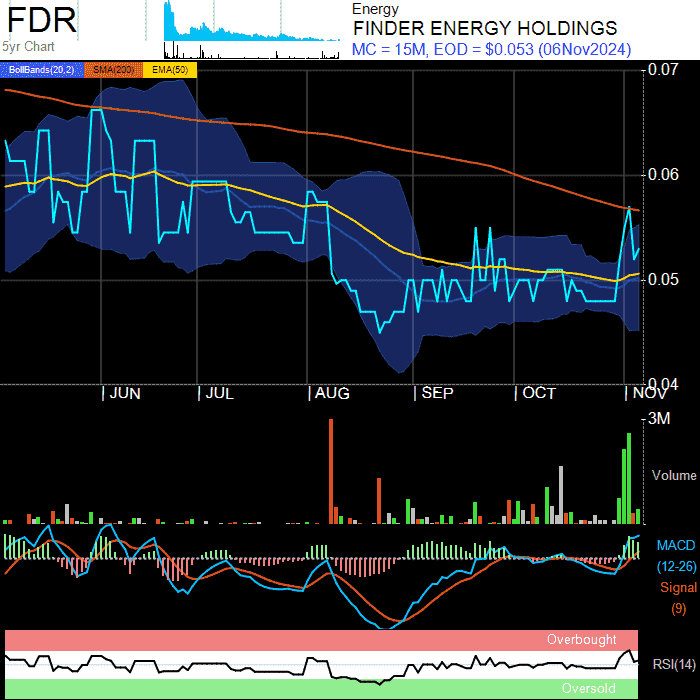 FDR
5yr Chart
Energy
FINDER ENERGY HOLDINGS
MC = 15M, EOD = $0.053 (06Nov2024)
BollBands(20,2) SMA(200) EMA(50)
0.07
0.06
0.05
0.04
JUN JUL AUG SEP OCT NOV
3M
Volume
MACD
(12-26)
Signal
(9)
Overbought
RSI(14)
Oversold